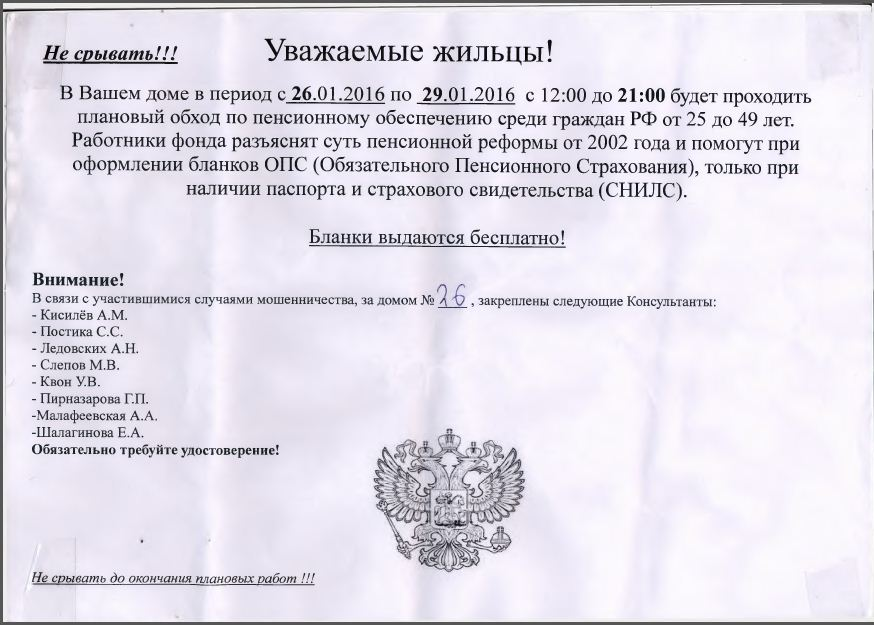 Не срывать!!!
Уважаемые жильцы!
В Вашем доме в период с 26.01.2016 по 29.01.2016 с 12:00 до 21:00 будет проходить
плановый обход по пенсионному обеспечению среди граждан РФ от 25 до 49 лет.
Работники фонда разъяснят суть пенсионной реформы от 2002 года и помогут при
оформлении бланков ОПС (Обязательного Пенсионного Страхования), только при
наличии паспорта и страхового свидетельства (СНИЛС).
Бланки выдаются бесплатно!
Внимание!
В связи с участившимися случаями мошенничества, за домом № 26 , закреплены следующие Консультанты:
- Кисилёв А.М.
- Постика С.С.
- Ледовских А.Н.
- Слепов М.В.
- Квон У.В.
- Пирназарова Г.П.
-Малафеевская А.А.
-Шалагинова Е.А.
Обязательно требуйте удостоверение!
Не срывать до окончания плановых работ !!!